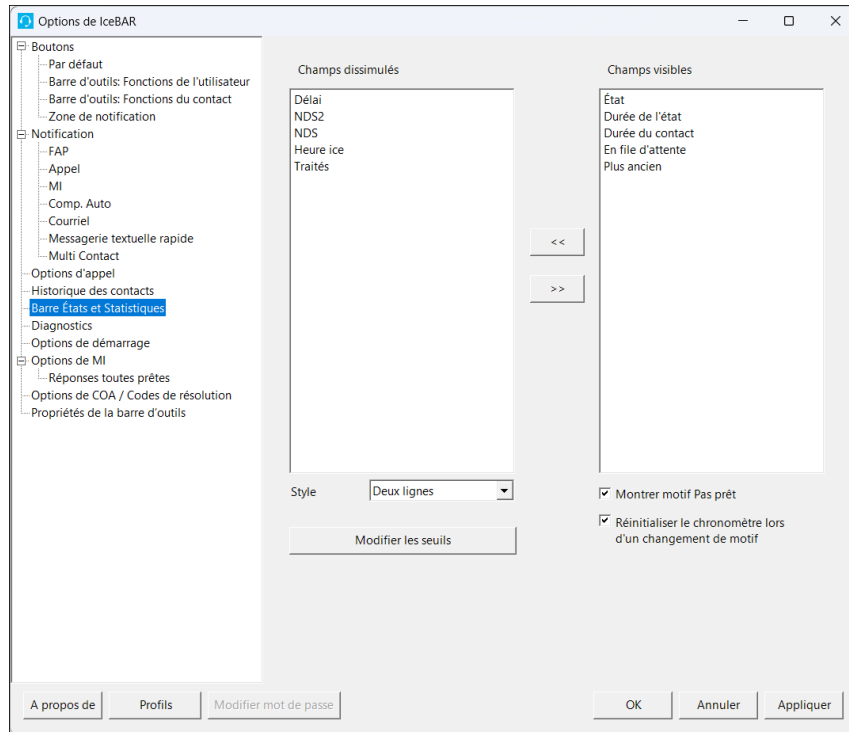 Options de IceBAR
Boutons
Par défaut
Barre d'outils: Fonctions de l'utilisateur
Barre d'outils: Fonctions du contact
Zone de notification
Notification
FAP
Appel
MI
Comp. Auto
Courriel
Messagerie textuelle rapide
Multi Contact
Options d'appel
Historique des contacts
Barre États et Statistiques
Diagnostics
Options de démarrage
Options de MI
Réponses toutes prêtes
Options de COA / Codes de résolution
Propriétés de la barre d'outils
Champs dissimulés
Délai
NDS2
NDS
Heure ice
Traités
<<
>>
Champs visibles
État
Durée de l'état
Durée du contact
En file d'attente
Plus ancien
Style
Deux lignes
Modifier les seuils
Montrer motif Pas prêt
Réinitialiser le chronomètre lors
d'un changement de motif
A propos de
Profils
Modifier mot de passe
OK
Annuler
Appliquer